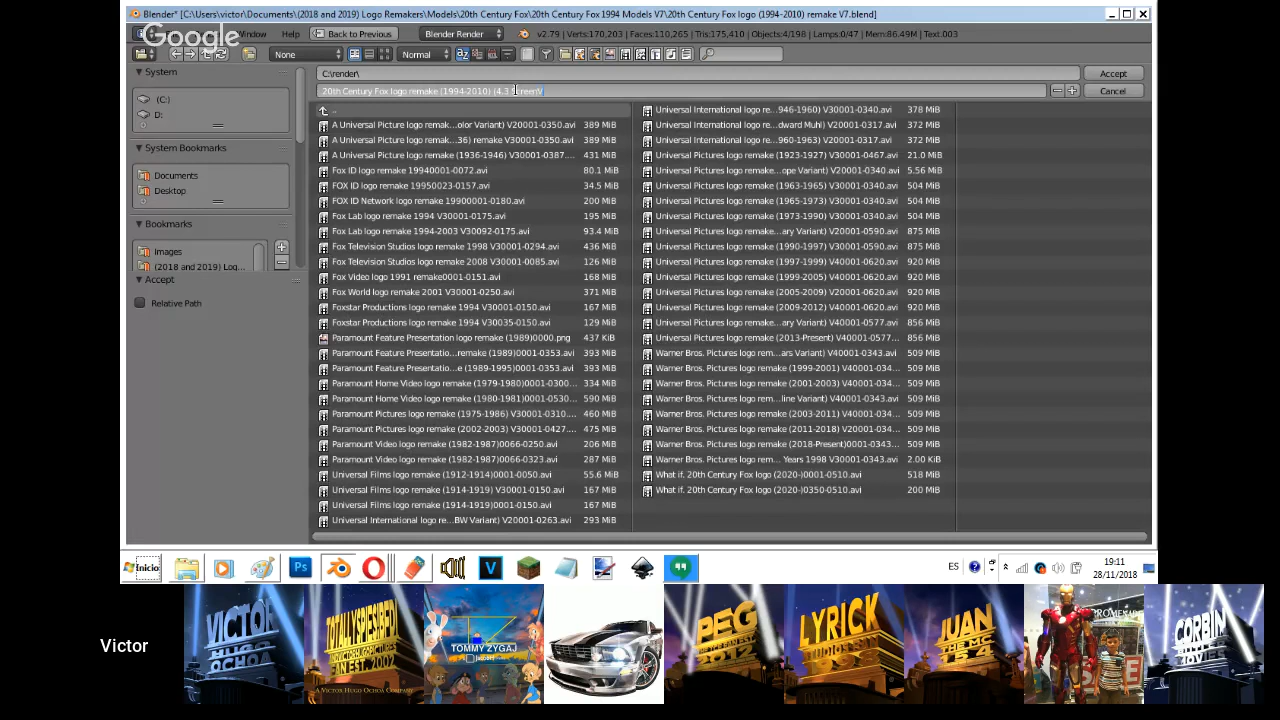 Blender* [C:\Users\victor\Documents\(2018 and 2019) Logo Remakers\Models\20th Century Fox\20th Century Fox 1994 Models V7\20th Century Fox logo (1994-2010) remake V7.blend]
Google
Window Help Back to Previous Blender Render v2.79 | Verts:170,203 | Faces:110,265 | Tris:175,410 | Objects:4/198 | Lamps:0/47 | Mem:86.49M | Text.003
None Normal
System
(C:)
D:
System Bookmarks
Documents
Desktop
Bookmarks
Images
(2018 and 2019) Log...
Accept
Relative Path
C:\render\ Accept
20th Century Fox logo remake (1994-2010) (4.3 Cancel
..
A Universal Picture logo remak...olor Variant) V20001-0350.avi 389 MiB
A Universal Picture logo remak...36) remake V30001-0350.avi 389 MiB
A Universal Picture logo remake (1936-1946) V30001-0387.... 431 MiB
Fox ID logo remake 19940001-0072.avi 80.1 MiB
FOX ID logo remake 19950023-0157.avi 34.5 MiB
FOX ID Network logo remake 19900001-0180.avi 200 MiB
Fox Lab logo remake 1994 V30001-0175.avi 195 MiB
Fox Lab logo remake 1994-2003 V30092-0175.avi 93.4 MiB
Fox Television Studios logo remake 1998 V30001-0294.avi 436 MiB
Fox Television Studios logo remake 2008 V30001-0085.avi 126 MiB
Fox Video logo 1991 remake0001-0151.avi 168 MiB
Fox World logo remake 2001 V30001-0250.avi 371 MiB
Foxstar Productions logo remake 1994 V30001-0150.avi 167 MiB
Foxstar Productions logo remake 1994 V30035-0150.avi 129 MiB
Paramount Feature Presentation logo remake (1989)0000.png 437 KiB
Paramount Feature Presentatio...remake (1989)0001-0353.avi 393 MiB
Paramount Feature Presentatio...e (1989-1995)0001-0353.avi 393 MiB
Paramount Home Video logo remake (1979-1980)0001-0300... 334 MiB
Paramount Home Video logo remake (1980-1981)0001-0530... 590 MiB
Paramount Pictures logo remake (1975-1986) V30001-0310.... 460 MiB
Paramount Pictures logo remake (2002-2003) V30001-0427.... 475 MiB
Paramount Video logo remake (1982-1987)0066-0250.avi 206 MiB
Paramount Video logo remake (1982-1987)0066-0323.avi 287 MiB
Universal Films logo remake (1912-1914)0001-0050.avi 55.6 MiB
Universal Films logo remake (1914-1919) V30001-0150.avi 167 MiB
Universal Films logo remake (1914-1919)0001-0150.avi 167 MiB
Universal International logo re...BW Variant) V20001-0263.avi 293 MiB
Universal International logo re...946-1960) V30001-0340.avi 378 MiB
Universal International logo re...dward Muhl) V20001-0317.avi 372 MiB
Universal International logo re...960-1963) V20001-0317.avi 372 MiB
Universal Pictures logo remake (1923-1927) V30001-0467.avi 21.0 MiB
Universal Pictures logo remake...ope Variant) V20001-0340.avi 5.56 MiB
Universal Pictures logo remake (1963-1965) V30001-0340.avi 504 MiB
Universal Pictures logo remake (1965-1973) V30001-0340.avi 504 MiB
Universal Pictures logo remake (1973-1990) V30001-0340.avi 504 MiB
Universal Pictures logo remake...ary Variant) V20001-0590.avi 875 MiB
Universal Pictures logo remake (1990-1997) V30001-0590.avi 875 MiB
Universal Pictures logo remake (1997-1999) V20001-0620.avi 920 MiB
Universal Pictures logo remake (1999-2005) V20001-0620.avi 920 MiB
Universal Pictures logo remake (2005-2009) V20001-0620.avi 920 MiB
Universal Pictures logo remake (2009-2012) V20001-0620.avi 920 MiB
Universal Pictures logo remake...ary Variant) V40001-0577.avi 856 MiB
Universal Pictures logo remake (2013-Present) V40001-0577... 856 MiB
Warner Bros. Pictures logo rem...ars Variant) V40001-0343.avi 509 MiB
Warner Bros. Pictures logo remake (1999-2001) V40001-034... 509 MiB
Warner Bros. Pictures logo remake (2001-2003) V40001-034... 509 MiB
Warner Bros. Pictures logo rem...line Variant) V40001-0343.avi 509 MiB
Warner Bros. Pictures logo remake (2003-2011) V40001-034... 509 MiB
Warner Bros. Pictures logo remake (2011-2018) V20001-034... 509 MiB
Warner Bros. Pictures logo remake (2018-Present)0001-0343... 509 MiB
Warner Bros. Pictures logo rem... Years 1998 V30001-0343.avi 2.00 KiB
What if. 20th Century Fox logo (2020-)0001-0510.avi 518 MiB
What if. 20th Century Fox logo (2020-)0350-0510.avi 200 MiB
Inicio Ps V ES 19:11
28/11/2018
Victor
VICTOR
HUGO
OCHOA
TOTALLYSPIESRBED
AN EST. 2002
A VICTOR HUGO OCHOA COMPANY
TOMMY ZYGAJ
PEG
LYRICK
STUDIOS
JUAN
CORBIN